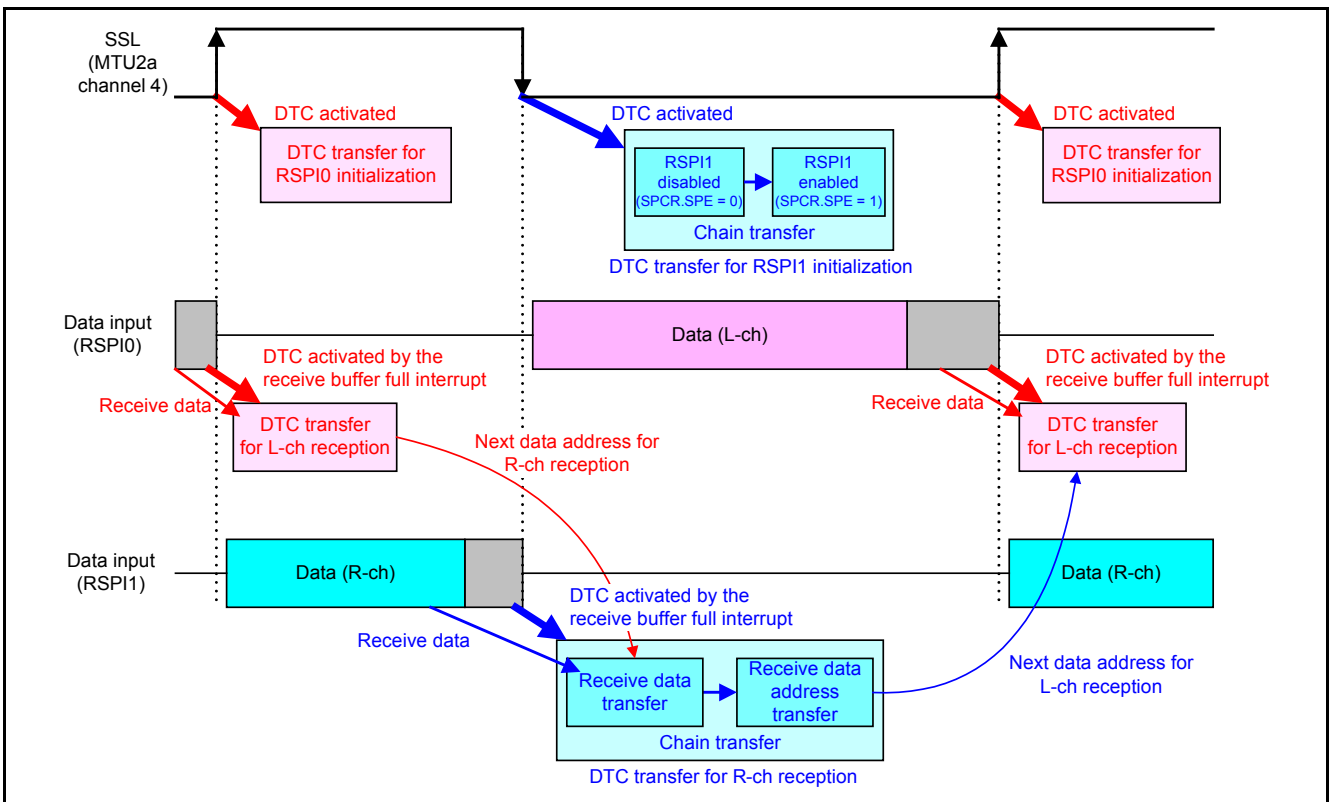 SSL
(MTU2a
channel 4)
DTC activated
DTC transfer for
RSPI0 initialization
DTC activated
RSPI1
disabled
(SPCR.SPE = 0)
RSPI1
enabled
(SPCR.SPE = 1)
Chain transfer
DTC transfer for RSPI1 initialization
DTC activated
DTC transfer for
RSPI0 initialization
Data input
(RSPI0)
Data (L-ch)
DTC activated by the
receive buffer full interrupt
Receive data
DTC transfer
for L-ch reception
Next data address for
R-ch reception
DTC activated by the
receive buffer full interrupt
Receive data
DTC transfer
for L-ch reception
Data input
(RSPI1)
Data (R-ch)
Data (R-ch)
DTC activated by the
receive buffer full interrupt
Receive data
Receive data
transfer
Receive data
address
transfer
Chain transfer
DTC transfer for R-ch reception
Next data address for
L-ch reception